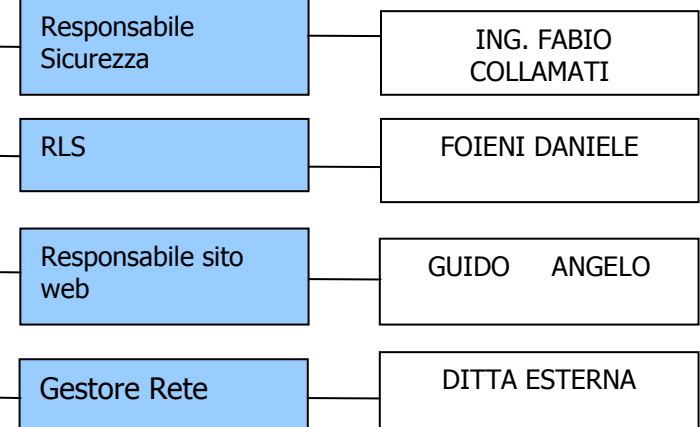 Responsabile
Sicurezza
ING. FABIO
COLLAMATI
RLS
FOIENI DANIELE
Responsabile sito
web
GUIDO ANGELO
Gestore Rete
DITTA ESTERNA